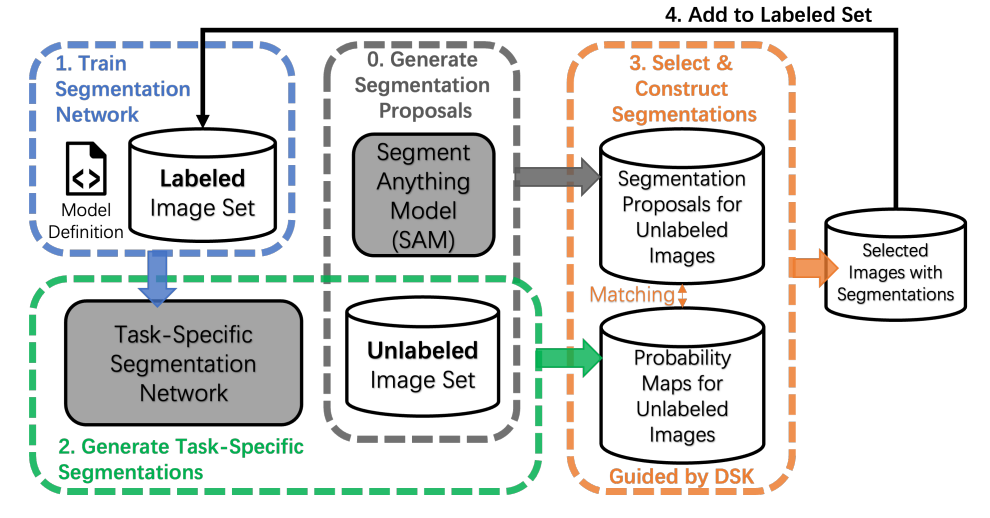 4. Add to Labeled Set
1. Train
Segmentation
Network
Labeled
Image Set
Model
Definition
0. Generate
Segmentation
Proposals
Segment
Anything
Model
(SAM)
3. Select &
Construct
Segmentations
Segmentation
Proposals for
Unlabeled
Images
Matching
Probability
Maps for
Unlabeled
Images
Guided by DSK
Selected
Images with
Segmentations
Task-Specific
Segmentation
Network
Unlabeled
Image Set
2. Generate Task-Specific
Segmentations